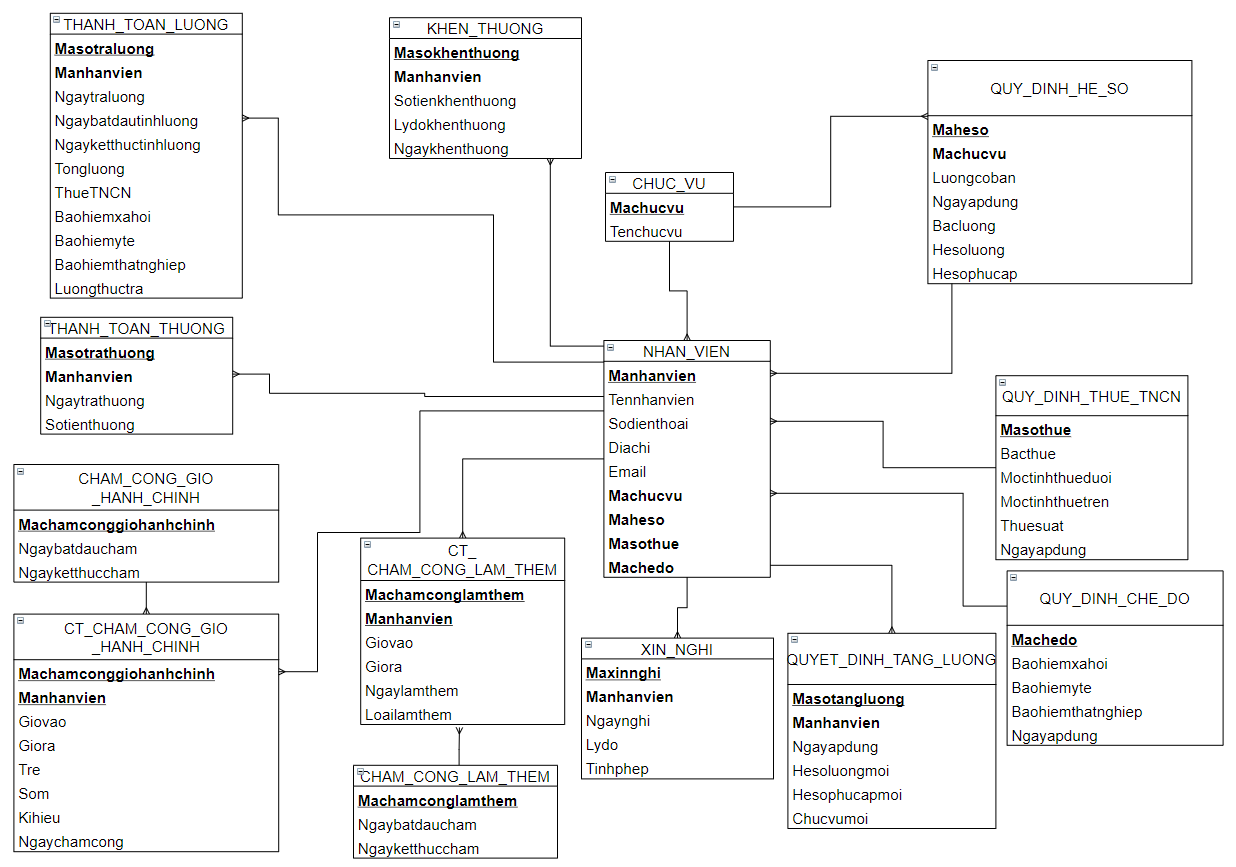 THANH_TOAN_LUONG
Masotraluong
Manhanvien
Ngaytraluong
Ngaybatdautinhluong
Ngayketthuctinhluong
Tongluong
ThueTNCN
Baohiemxahoi
Baohiemyte
Baohiemthatnghiep
Luongthuctra
KHEN_THUONG
Masokhenthuong
Manhanvien
Sotienkhenthuong
Lydokhenthuong
Ngaykhenthuong
CHUC_VU
Machucvu
Tenchucvu
QUY_DINH_HE_SO
Maheso
Machucvu
Luongcoban
Ngayapdung
Bacluong
Hesoluong
Hesophucap
THANH_TOAN_THUONG
Masotrathuong
Manhanvien
Ngaytrathuong
Sotienthuong
NHAN_VIEN
Manhanvien
Tennhanvien
Sodienthoai
Diachi
Email
Machucvu
Maheso
Masothue
Machedo
QUY_DINH_THUE_TNCN
Masothue
Bacthue
Moctinhthueduoi
Moctinhthuetren
Thuesuat
Ngayapdung
CHAM_CONG_GIO
_HANH_CHINH
Machamconggiohanhchinh
Ngaybatdaucham
Ngayketthuccham
CT_CHAM_CONG_GIO
_HANH_CHINH
Machamconggiohanhchinh
Manhanvien
Giovao
Giora
Tre
Som
Kihieu
Ngaychamcong
CT_
CHAM_CONG_LAM_THEM
Machamconglamthem
Manhanvien
Giovao
Giora
Ngaylamthem
Loailamthem
CHAM_CONG_LAM_THEM
Machamconglamthem
Ngaybatdaucham
Ngayketthuccham
XIN_NGHI
Maxinnghi
Manhanvien
Ngaynghi
Lydo
Tinhphep
QUYET_DINH_TANG_LUONG
Masotangluong
Manhanvien
Ngayapdung
Hesoluongmoi
Hesophucapmoi
Chucvumoi
QUY_DINH_CHE_DO
Machedo
Baohiemxahoi
Baohiemyte
Baohiemthatnghiep
Ngayapdung